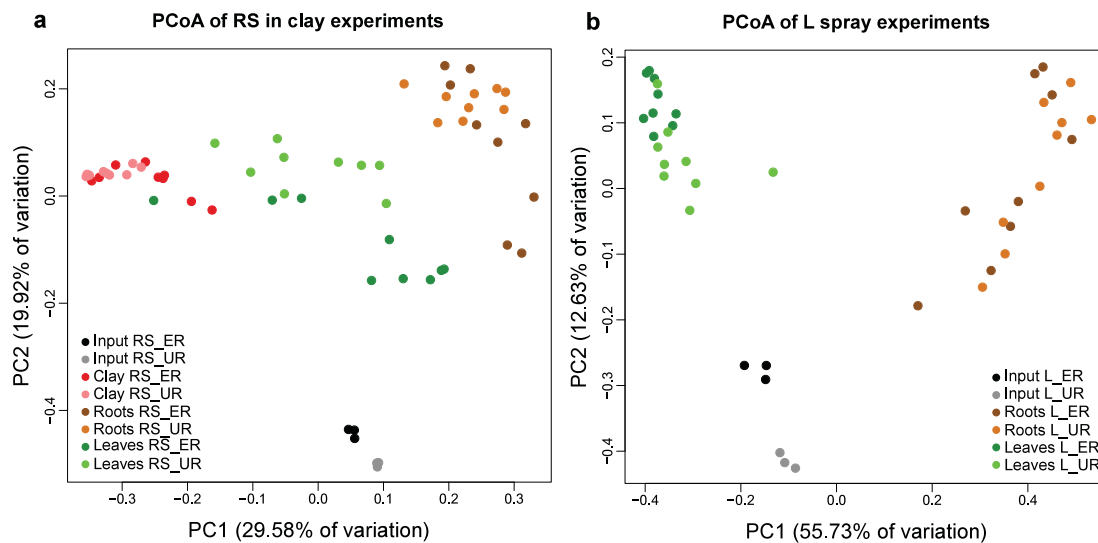 a
PCoA of RS in clay experiments
PC2 (19.92% of variation)
0.2
0.0
−0.2
−0.4
Input RS_ER
Input RS_UR
Clay RS_ER
Clay RS_UR
Roots RS_ER
Roots RS_UR
Leaves RS_ER
Leaves RS_UR
−0.3
−0.2
−0.1
0.0
0.1
0.2
0.3
PC1 (29.58% of variation)
b
PCoA of L spray experiments
PC2 (12.63% of variation)
0.2
0.1
0.0
−0.1
−0.2
−0.3
−0.4
Input L_ER
Input L_UR
Roots L_ER
Roots L_UR
Leaves L_ER
Leaves L_UR
−0.4
−0.2
0.0
0.2
0.4
PC1 (55.73% of variation)